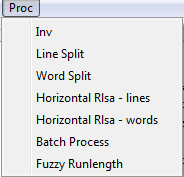 Proc
Inv
Line Split
Word Split
Horizontal Rlsa - lines
Horizontal Rlsa - words
Batch Process
Fuzzy Runlength